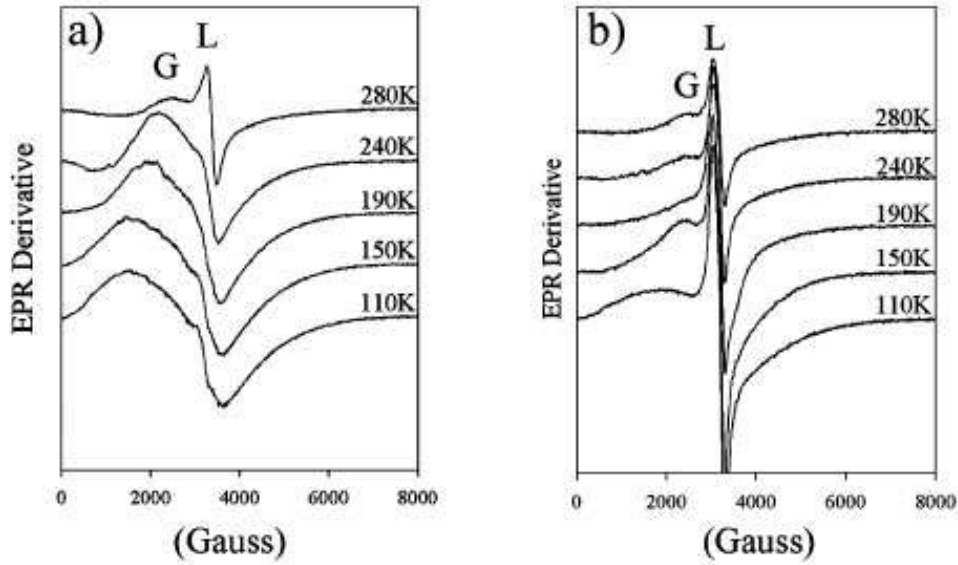 a)
L
G
280K
240K
190K
150K
110K
EPR Derivative
0
2000
4000
6000
8000
(Gauss)
b)
L
G
280K
240K
190K
150K
110K
EPR Derivative
0
2000
4000
6000
8000
(Gauss)